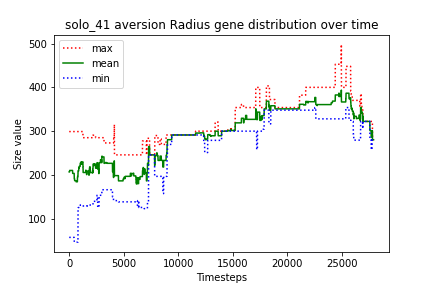 solo_41 aversion Radius gene distribution over time
max
mean
min
Size value
500
400
300
200
100
0
5000
10000
15000
20000
25000
Timesteps